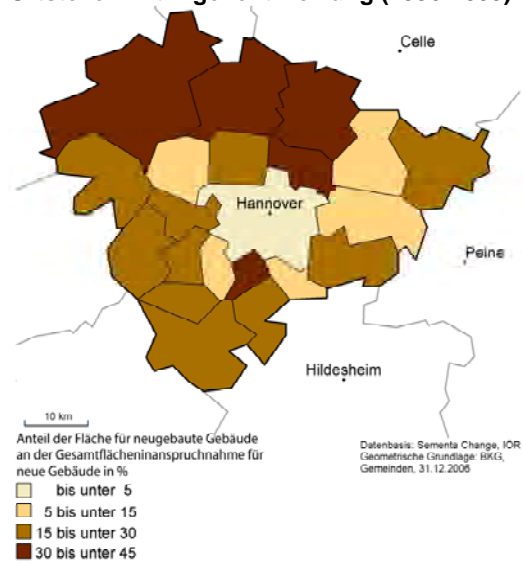 Celle
Hannover
Peine
Hildesheim
10 km
Anteil der Fläche für neugebaute Gebäude
an der Gesamtflächeninanspruchnahme für
neue Gebäude in %
bis unter 5
5 bis unter 15
15 bis unter 30
30 bis unter 45
Datenbasis: Sementa Change, IÖR
Geometrische Grundlage: BKG,
Gemeinden, 31.12.2006